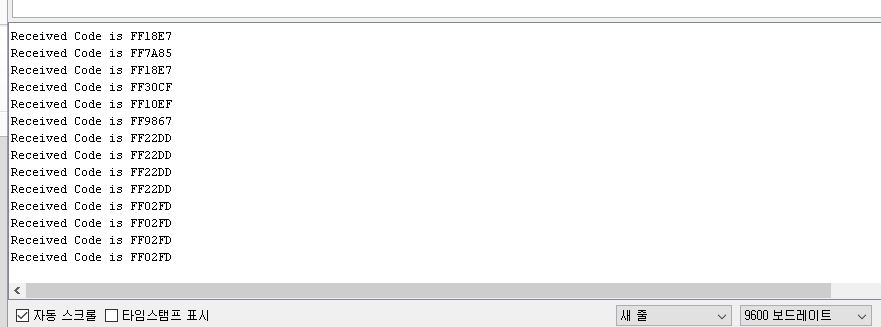 Received Code is FF18E7
Received Code is FF7A85
Received Code is FF18E7
Received Code is FF30CF
Received Code is FF10EF
Received Code is FF9867
Received Code is FF22DD
Received Code is FF22DD
Received Code is FF22DD
Received Code is FF22DD
Received Code is FF02FD
Received Code is FF02FD
Received Code is FF02FD
Received Code is FF02FD
자동 스크롤 타임스탬프 표시 새 줄 9600 보드레이트